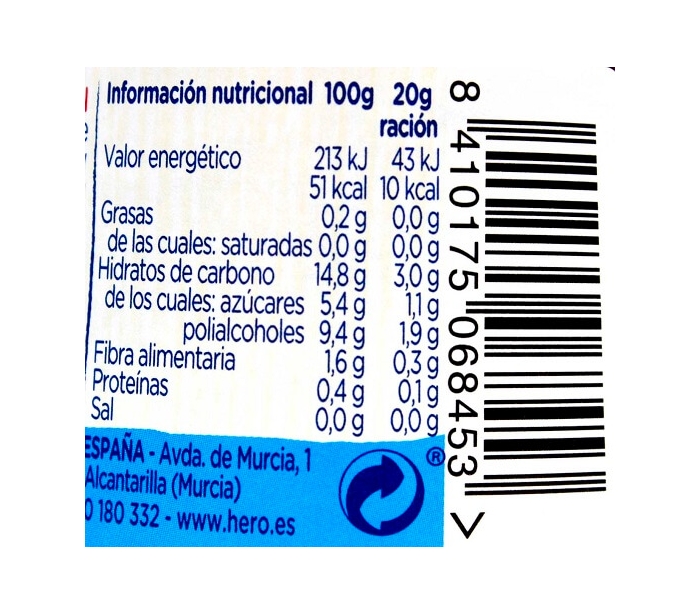 Información nutricional 100g 20g
ración
Valor energético 213 kJ 43 kJ
51 kcal 10 kcal
Grasas 0,2 g 0,0 g
de las cuales: saturadas 0,0 g 0,0 g
Hidratos de carbono 14,8 g 3,0 g
de los cuales: azúcares 5,4 g 1,1 g
polialcoholes 9,4 g 1,9 g
Fibra alimentaria 1,6 g 0,3 g
Proteínas 0,4 g 0,1 g
Sal 0,0 g 0,0 g
ESPAÑA - Avda. de Murcia, 1
Alcantarilla (Murcia)
0 180 332 - www.hero.es
®
8 410175 068453 >